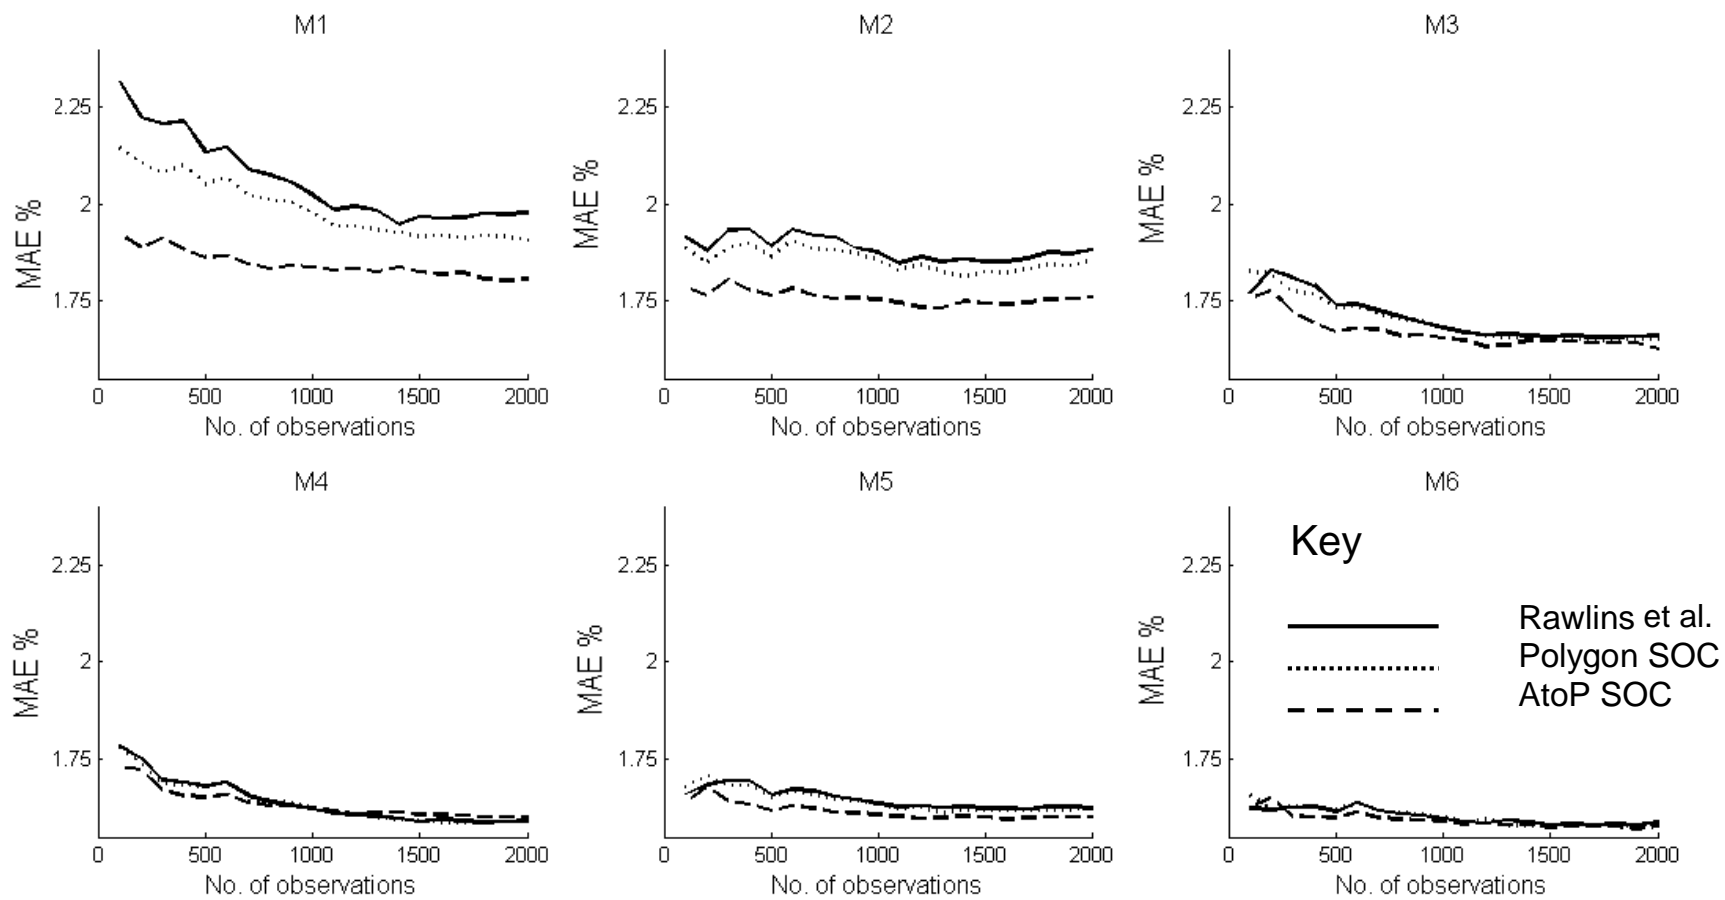 M1
2.25
2
1.75
MAE %
0 500 1000 1500 2000
No. of observations
M2
2.25
2
1.75
MAE %
0 500 1000 1500 2000
No. of observations
M3
2.25
2
1.75
MAE %
0 500 1000 1500 2000
No. of observations
M4
2.25
2
1.75
MAE %
0 500 1000 1500 2000
No. of observations
M5
2.25
2
1.75
MAE %
0 500 1000 1500 2000
No. of observations
M6
2.25
2
1.75
MAE %
0 500 1000 1500 2000
No. of observations
Key
Rawlins et al.
Polygon SOC
AtoP SOC